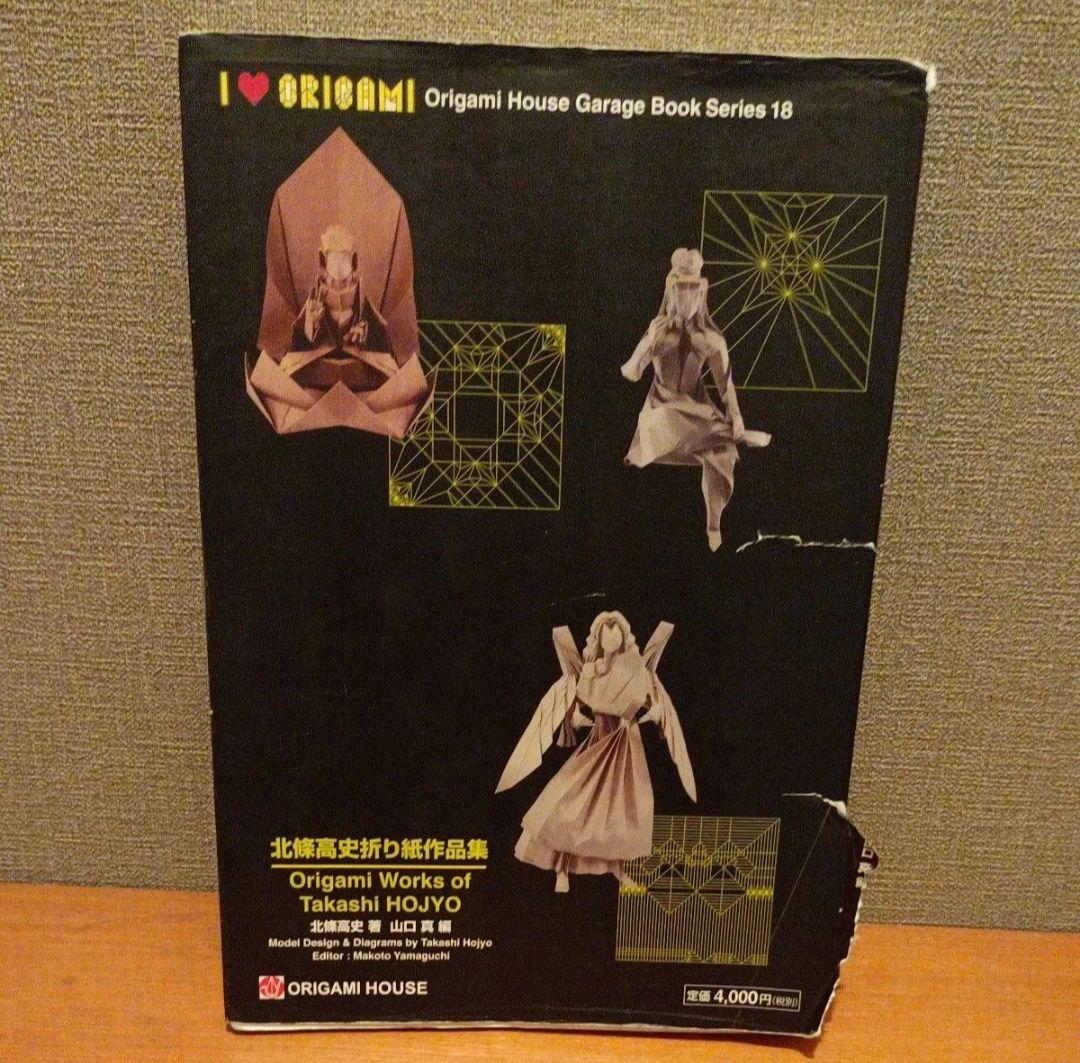 I ♥ ORIGAMI Origami House Garage Book Series 18
北條高史折り紙作品集
Origami Works of
Takashi HOJYO
北條高史 著 山口 真 編
Model Design & Diagrams by Takashi Hojyo
Editor : Makoto Yamaguchi
ORIGAMI HOUSE
定価 4,000円(税別)